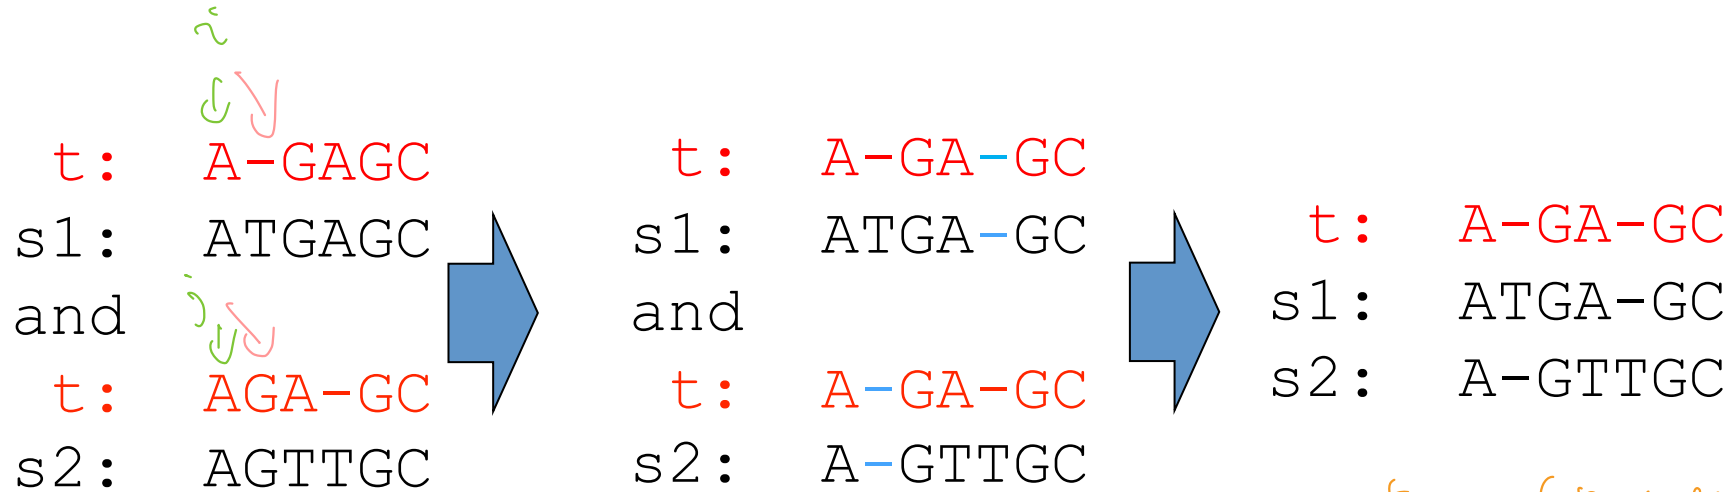 t: A-GAGC
s1: ATGAGC
and
t: AGA-GC
s2: AGTTGC
t: A-GA-GC
s1: ATGA-GC
and
t: A-GA-GC
s2: A-GTTGC
t: A-GA-GC
s1: ATGA-GC
s2: A-GTTGC